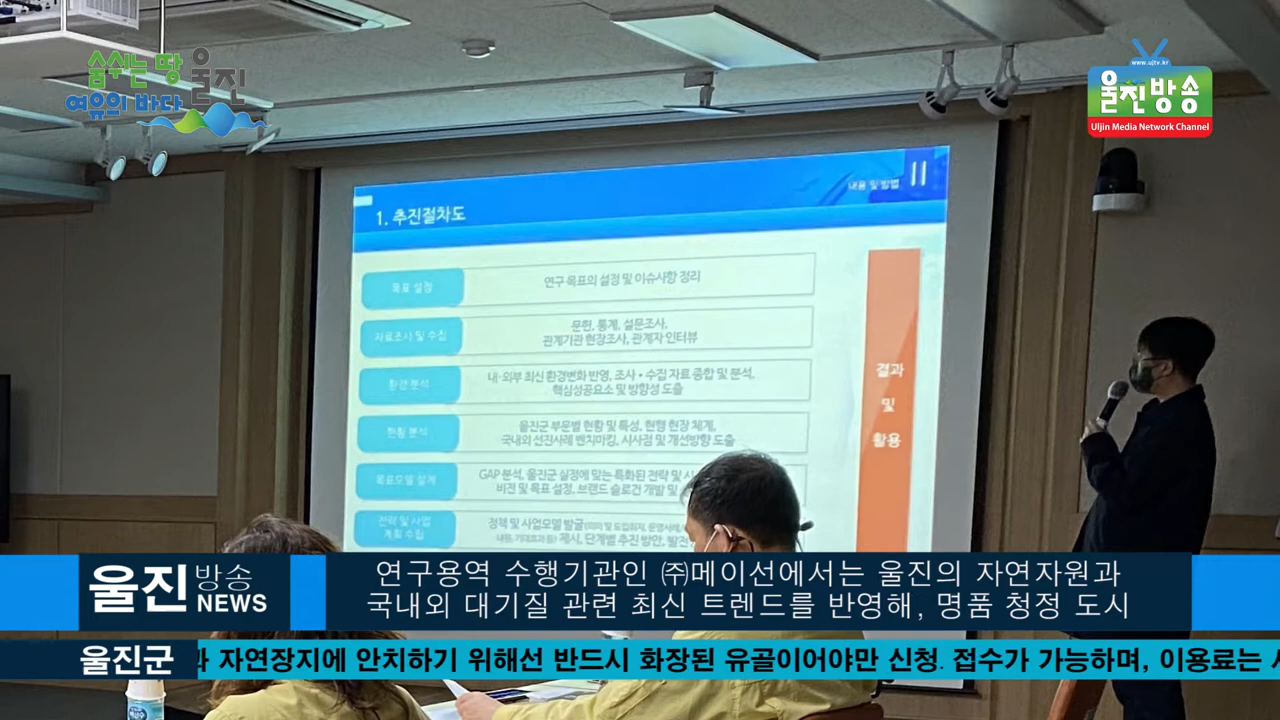 숨쉬는 땅 울진
여유의 바다
www.ujtv.kr
울진방송
Uljin Media Network Channel
내용 및 방법 II
1. 추진절차도
목표 설정
연구 목표의 설정 및 이슈사항 정리
자료조사 및 수집
문헌, 통계, 설문조사,
관계기관 현장조사, 관계자 인터뷰
환경 분석
내·외부 최신 환경변화 반영, 조사·수집 자료 종합 및 분석,
핵심성공요소 및 방향성 도출
현황 분석
울진군 부문별 현황 및 특성, 현행 현장 체계,
국내외 선진사례 벤치마킹, 시사점 및 개선방향 도출
목표모델 설계
GAP 분석, 울진군 실정에 맞는 특화된 전략 및
비전 및 목표 설정, 브랜드 슬로건 개발 및
전략 및 사업
계획 수립
정책 및 사업모델 발굴
제시, 단계별 추진 방안,
결과
및
활용
울진 방송
NEWS
연구용역 수행기관인 ㈜메이선에서는 울진의 자연자원과
국내외 대기질 관련 최신 트렌드를 반영해, 명품 청정 도시
울진군
자연장지에 안치하기 위해선 반드시 화장된 유골이어야만 신청. 접수가 가능하며, 이용료는